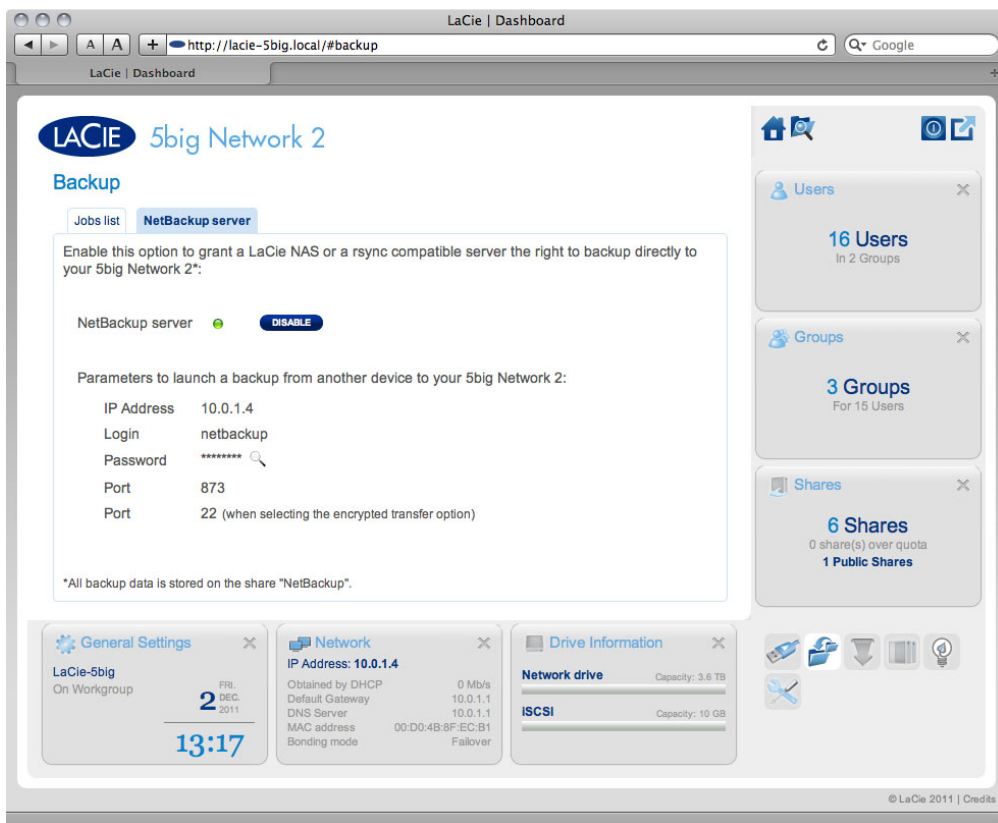 LaCie | Dashboard
A A + http://lacie-5big.local/#backup Google
LaCie | Dashboard
LACIE 5big Network 2
Backup
Jobs list NetBackup server
Enable this option to grant a LaCie NAS or a rsync compatible server the right to backup directly to
your 5big Network 2*:
NetBackup server DISABLE
Parameters to launch a backup from another device to your 5big Network 2:
IP Address 10.0.1.4
Login netbackup
Password ********
Port 873
Port 22 (when selecting the encrypted transfer option)
*All backup data is stored on the share "NetBackup".
Users
16 Users
In 2 Groups
Groups
3 Groups
For 15 Users
Shares
6 Shares
0 share(s) over quota
1 Public Shares
General Settings
LaCie-5big
On Workgroup
FRI.
2 DEC.
2011
13:17
Network
IP Address: 10.0.1.4
Obtained by DHCP 0 Mb/s
Default Gateway 10.0.1.1
DNS Server 10.0.1.1
MAC address 00:D0:4B:8F:EC:B1
Bonding mode Failover
Drive Information
Network drive Capacity: 3.6 TB
iSCSI Capacity: 10 GB
© LaCie 2011 | Credits